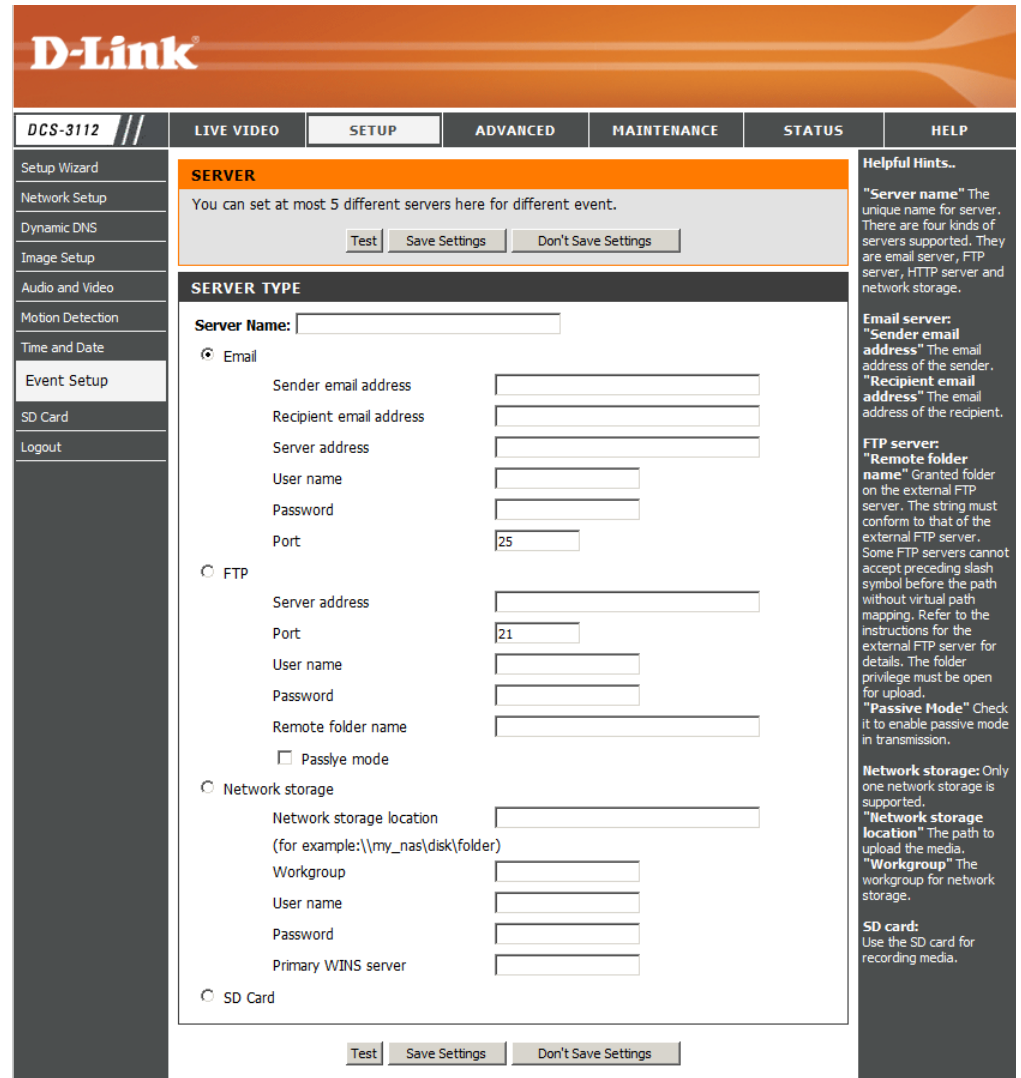 D-Link®
DCS-3112
LIVE VIDEO
SETUP
ADVANCED
MAINTENANCE
STATUS
HELP
Setup Wizard
Network Setup
Dynamic DNS
Image Setup
Audio and Video
Motion Detection
Time and Date
Event Setup
SD Card
Logout
SERVER
You can set at most 5 different servers here for different event.
Test
Save Settings
Don't Save Settings
SERVER TYPE
Server Name:
Email
Sender email address
Recipient email address
Server address
User name
Password
Port
25
FTP
Server address
Port
21
User name
Password
Remote folder name
Passlye mode
Network storage
Network storage location
(for example:\\my_nas\disk\folder)
Workgroup
User name
Password
Primary WINS server
SD Card
Test
Save Settings
Don't Save Settings
Helpful Hints..
"Server name" The
unique name for server.
There are four kinds of
servers supported. They
are email server, FTP
server, HTTP server and
network storage.
Email server:
"Sender email
address" The email
address of the sender.
"Recipient email
address" The email
address of the recipient.
FTP server:
"Remote folder
name" Granted folder
on the external FTP
server. The string must
conform to that of the
external FTP server.
Some FTP servers cannot
accept preceding slash
symbol before the path
without virtual path
mapping. Refer to the
instructions for the
external FTP server for
details. The folder
privilege must be open
for upload.
"Passive Mode" Check
it to enable passive mode
in transmission.
Network storage: Only
one network storage is
supported.
"Network storage
location" The path to
upload the media.
"Workgroup" The
workgroup for network
storage.
SD card:
Use the SD card for
recording media.